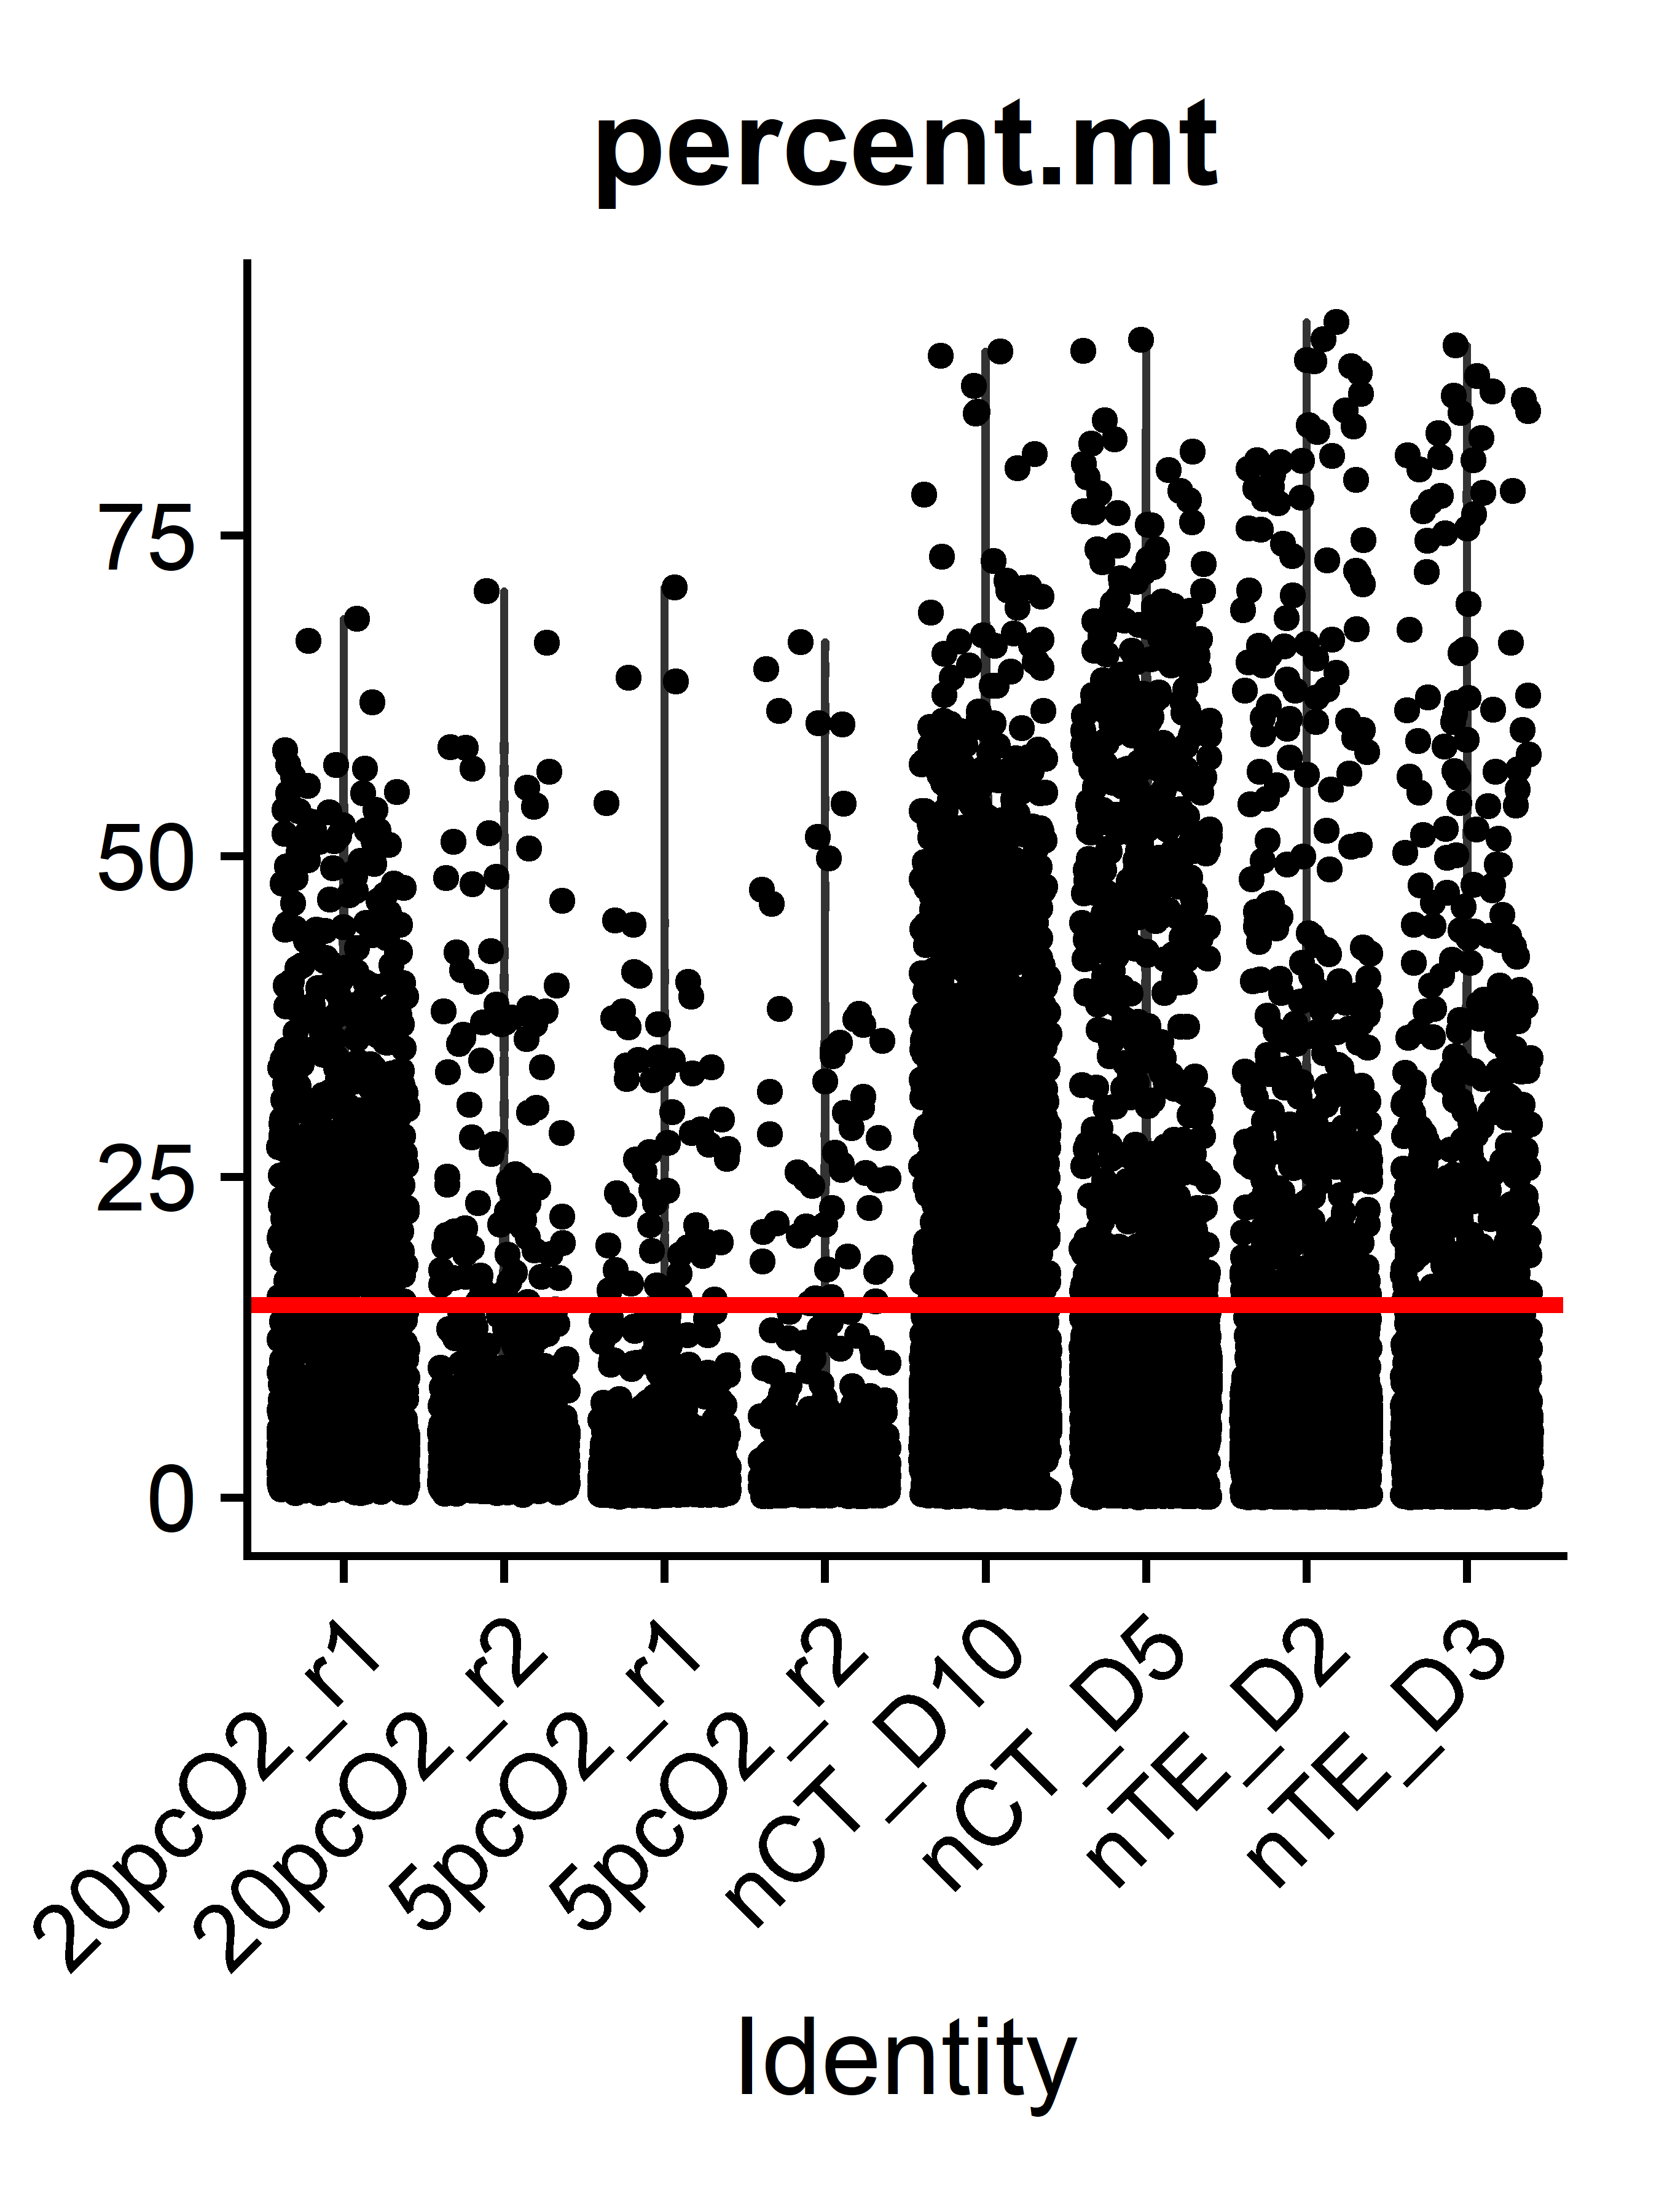 percent.mt
75
50
25
0
20pcO2_r1
20pcO2_r2
5pcO2_r1
5pcO2_r2
nCT_D10
nCT_D5
nTE_D2
nTE_D3
Identity